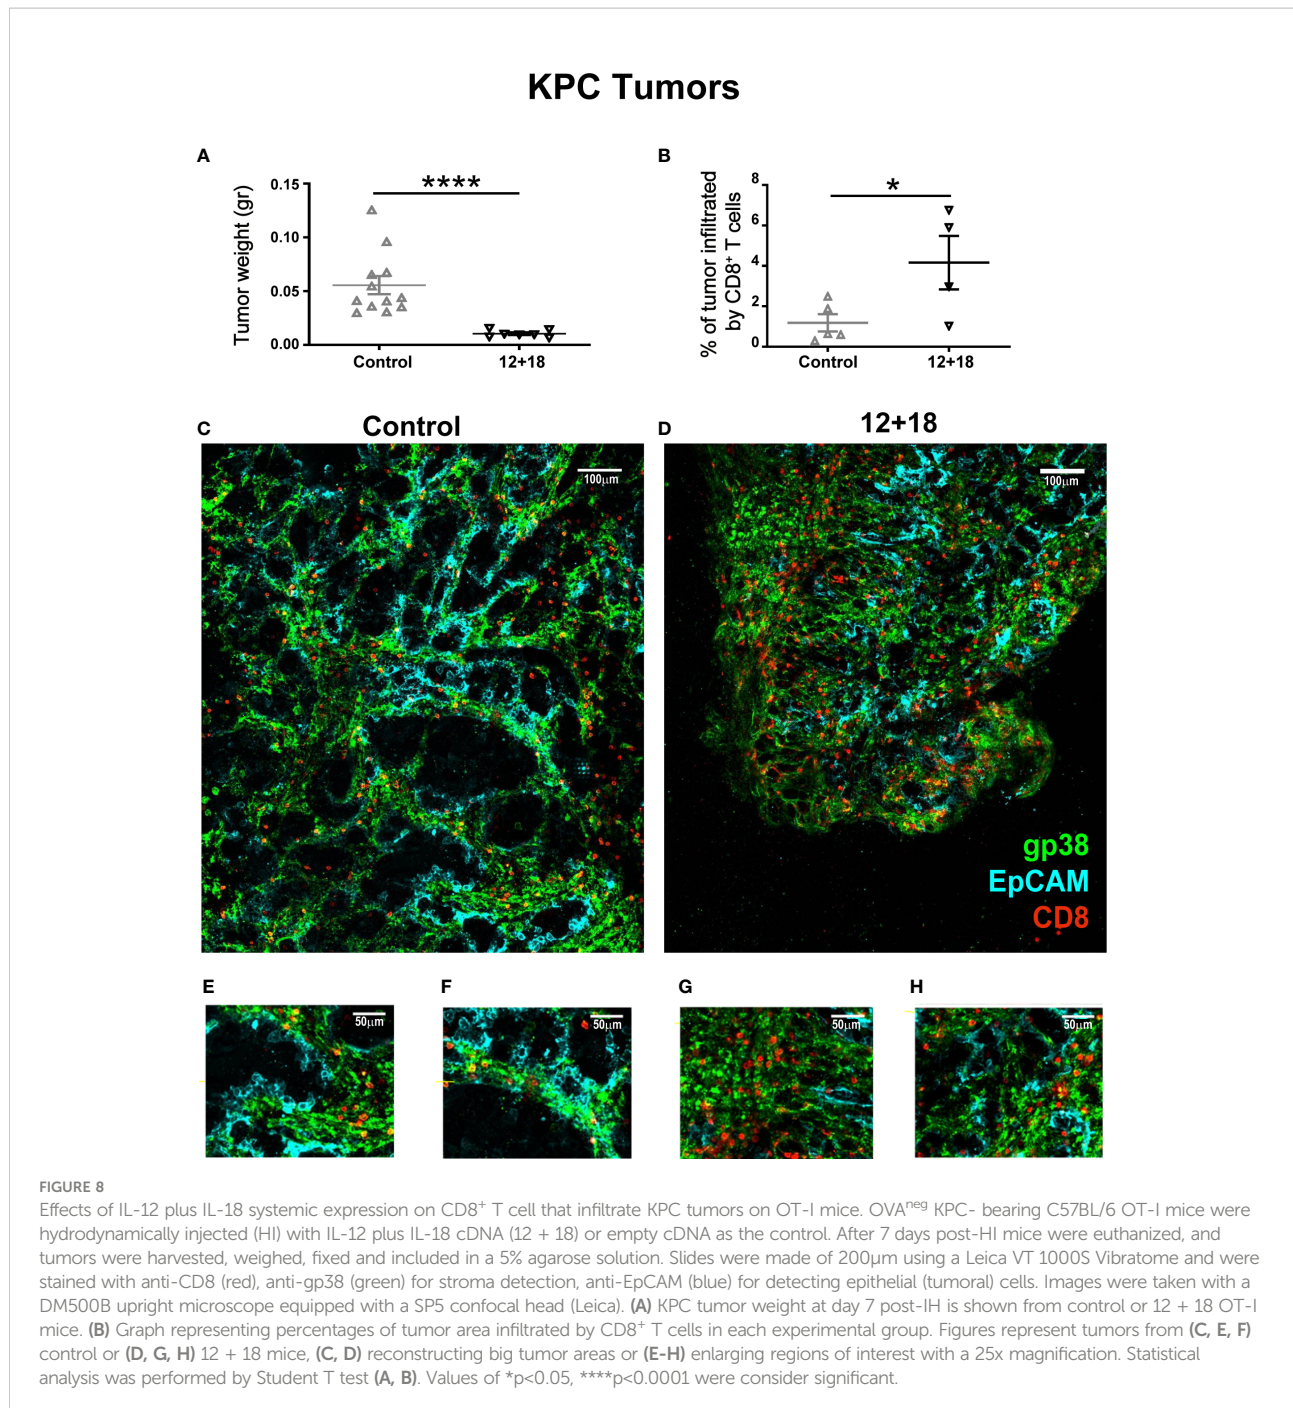 KPC Tumors
A
Tumor weight (gr)
0.15
0.10
0.05
0.00
****
Control
12+18
B
% of tumor infiltrated
by CD8⁺ T cells
8
6
4
2
0
*
Control
12+18
C
Control
100µm
D
12+18
100µm
gp38
EpCAM
CD8
E
50µm
F
50µm
G
50µm
H
50µm
FIGURE 8
Effects of IL-12 plus IL-18 systemic expression on CD8⁺ T cell that infiltrate KPC tumors on OT-I mice. OVAⁿᵉᵍ KPC- bearing C57BL/6 OT-I mice were
hydrodynamically injected (HI) with IL-12 plus IL-18 cDNA (12 + 18) or empty cDNA as the control. After 7 days post-HI mice were euthanized, and
tumors were harvested, weighed, fixed and included in a 5% agarose solution. Slides were made of 200µm using a Leica VT 1000S Vibratome and were
stained with anti-CD8 (red), anti-gp38 (green) for stroma detection, anti-EpCAM (blue) for detecting epithelial (tumoral) cells. Images were taken with a
DM500B upright microscope equipped with a SP5 confocal head (Leica). (A) KPC tumor weight at day 7 post-IH is shown from control or 12 + 18 OT-I
mice. (B) Graph representing percentages of tumor area infiltrated by CD8⁺ T cells in each experimental group. Figures represent tumors from (C, E, F)
control or (D, G, H) 12 + 18 mice, (C, D) reconstructing big tumor areas or (E-H) enlarging regions of interest with a 25x magnification. Statistical
analysis was performed by Student T test (A, B). Values of *p<0.05, ****p<0.0001 were consider significant.